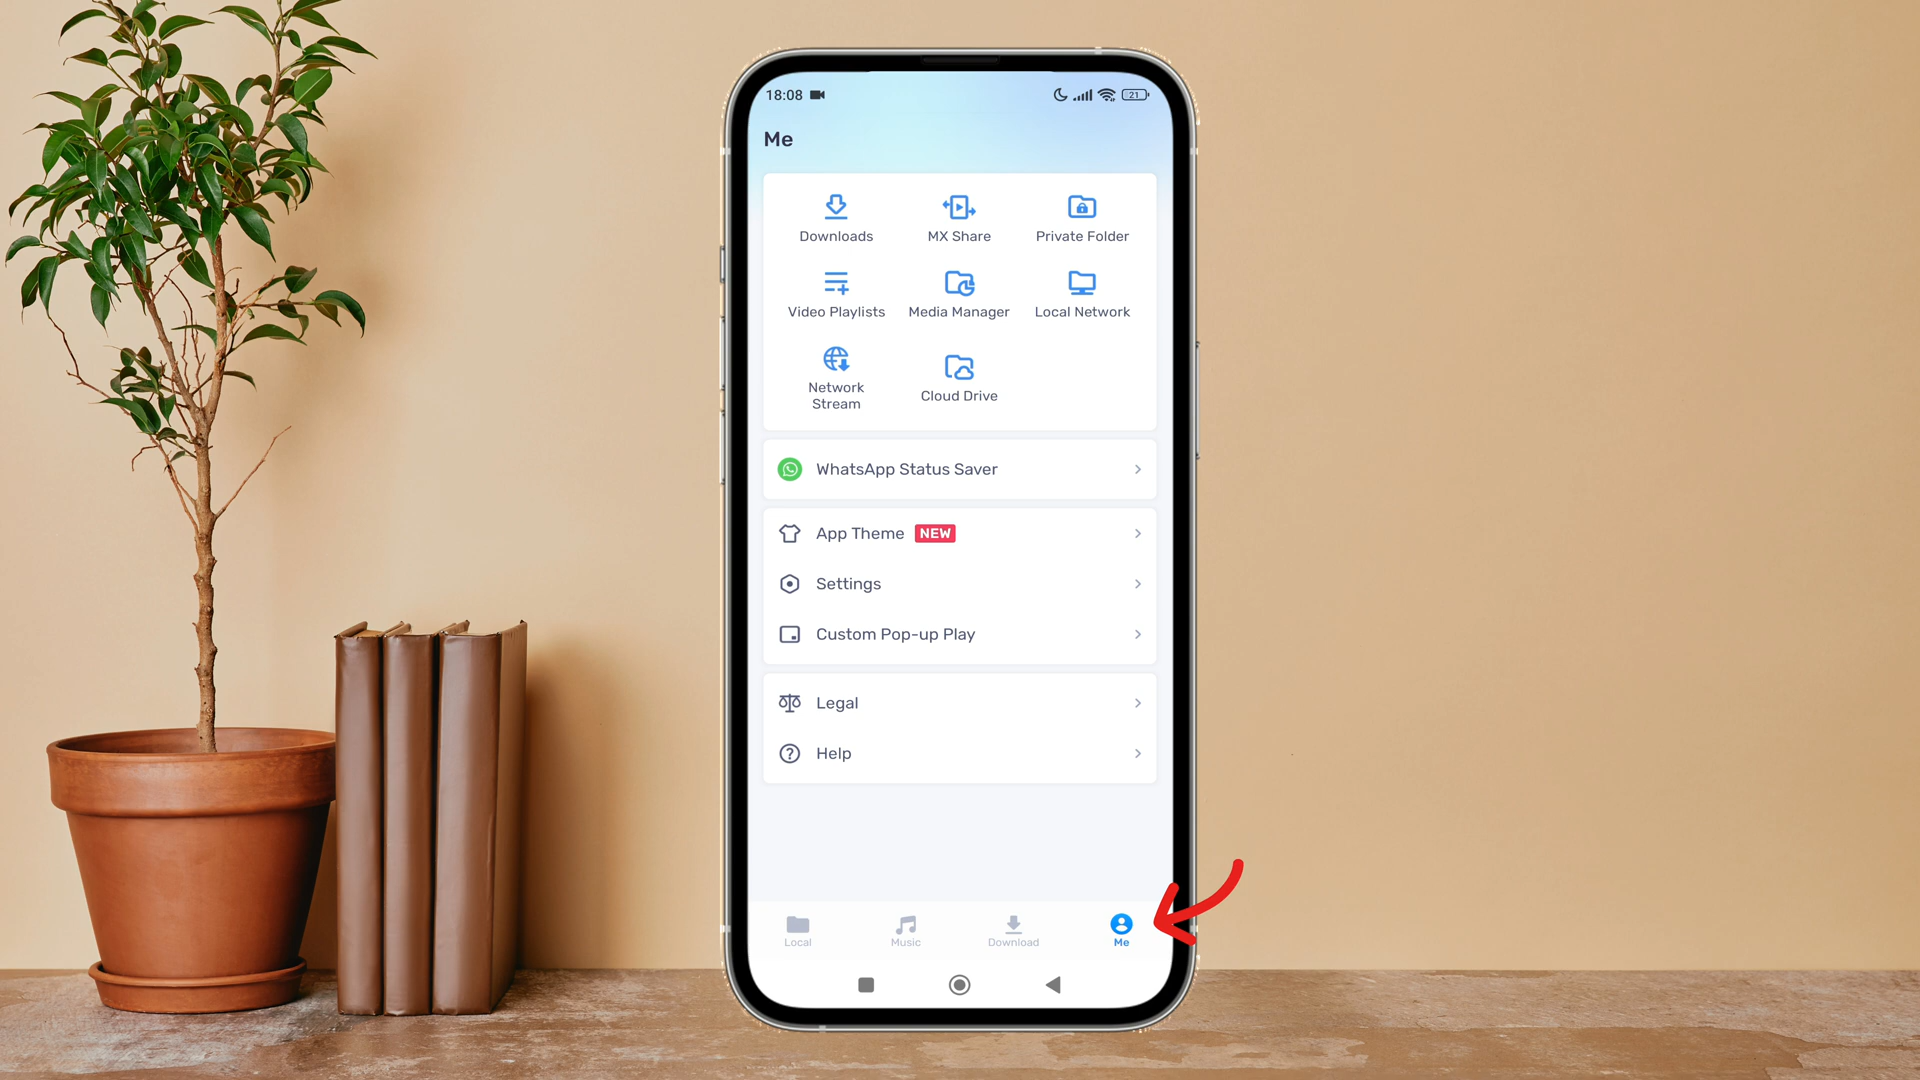 18:08
21
Me
Downloads
MX Share
Private Folder
Video Playlists
Media Manager
Local Network
Network
Stream
Cloud Drive
WhatsApp Status Saver
App Theme NEW
Settings
Custom Pop-up Play
Legal
Help
Local
Music
Download
Me